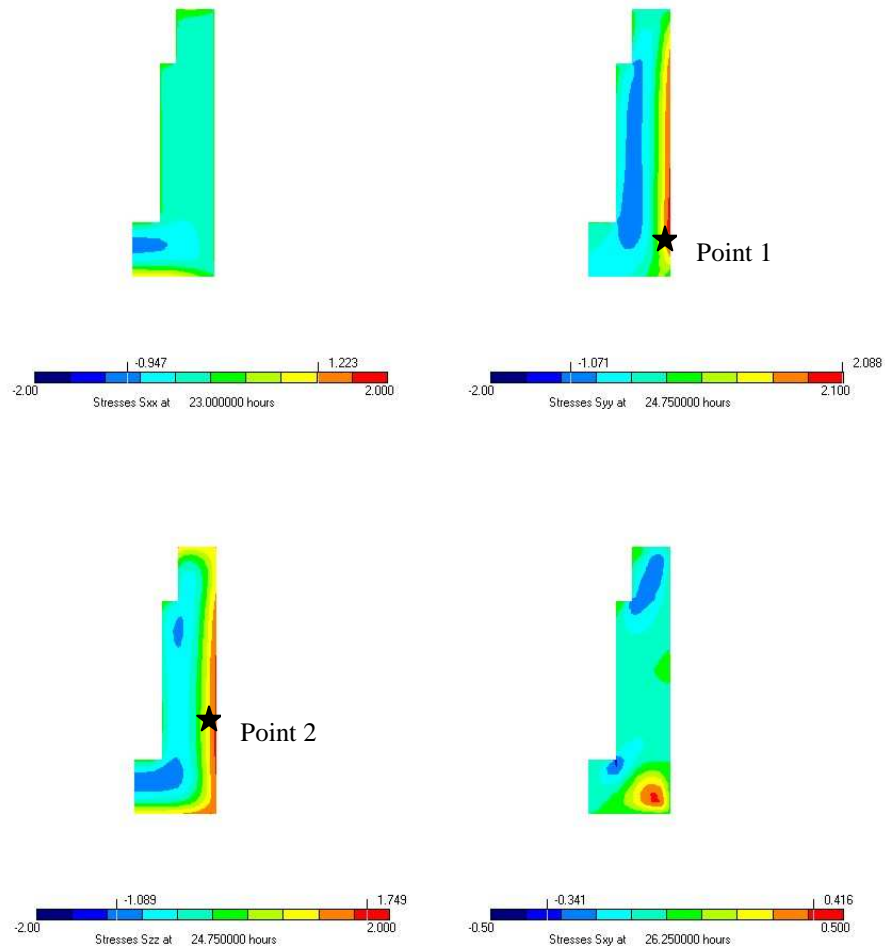 Point 1
-0.947 1.223
-2.00 2.000
Stresses Sxx at 23.000000 hours
-1.071 2.088
-2.00 2.100
Stresses Syy at 24.750000 hours
Point 2
-1.089 1.749
-2.00 2.000
Stresses Szz at 24.750000 hours
-0.341 0.416
-0.50 0.500
Stresses Sxy at 26.250000 hours